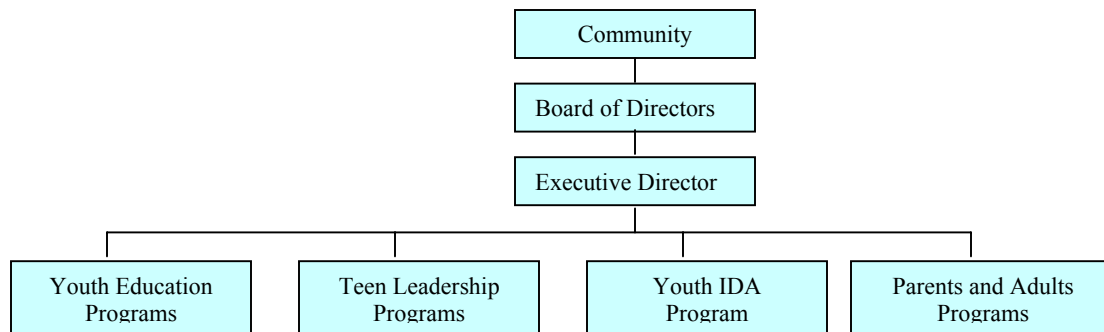 Community
Board of Directors
Executive Director
Youth Education
Programs
Teen Leadership
Programs
Youth IDA
Program
Parents and Adults
Programs